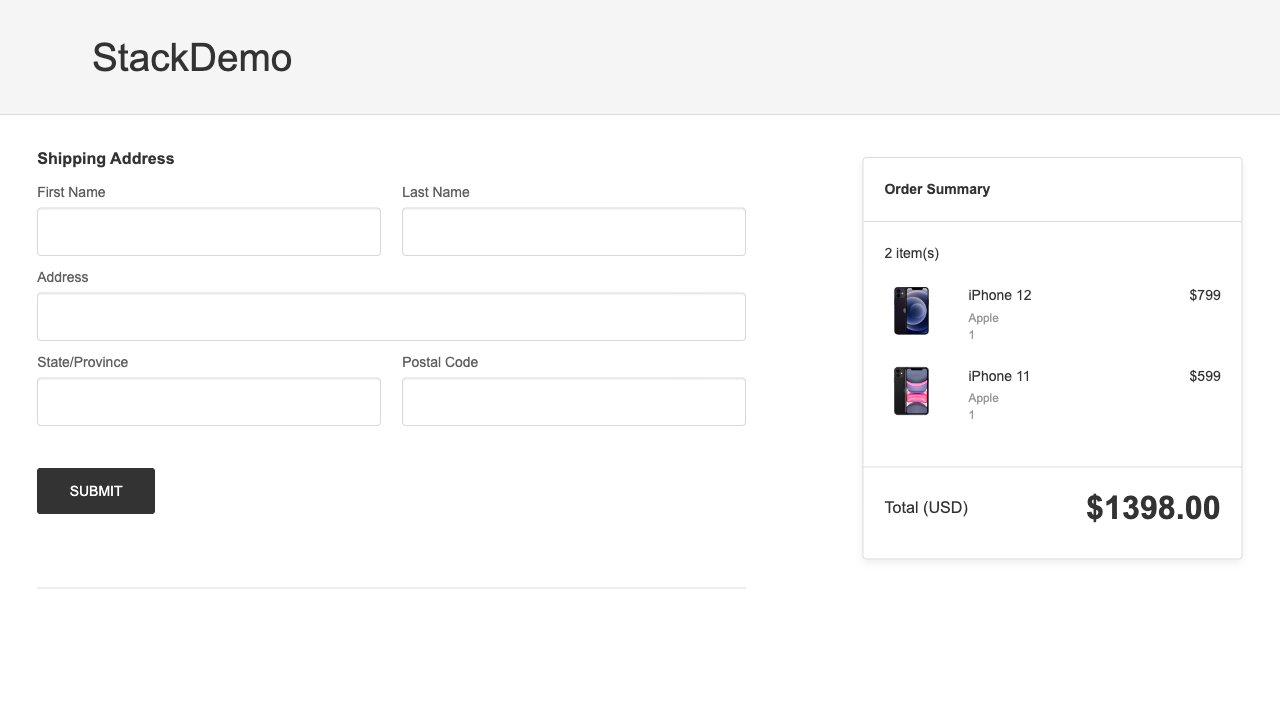 StackDemo
Shipping Address
First Name
Last Name
Address
State/Province
Postal Code
SUBMIT
Order Summary
2 item(s)
iPhone 12
$799
Apple
1
iPhone 11
$599
Apple
1
Total (USD)
$1398.00